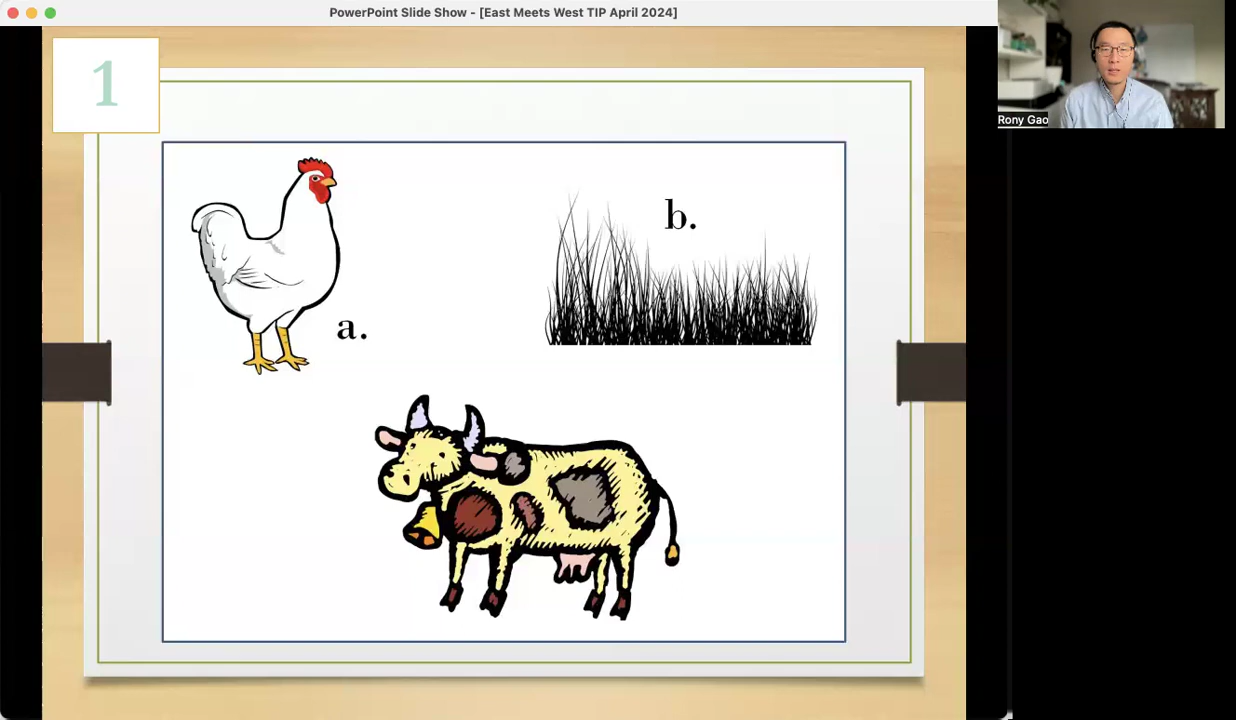 PowerPoint Slide Show - [East Meets West TIP April 2024]
1
Rony Gao
b.
a.